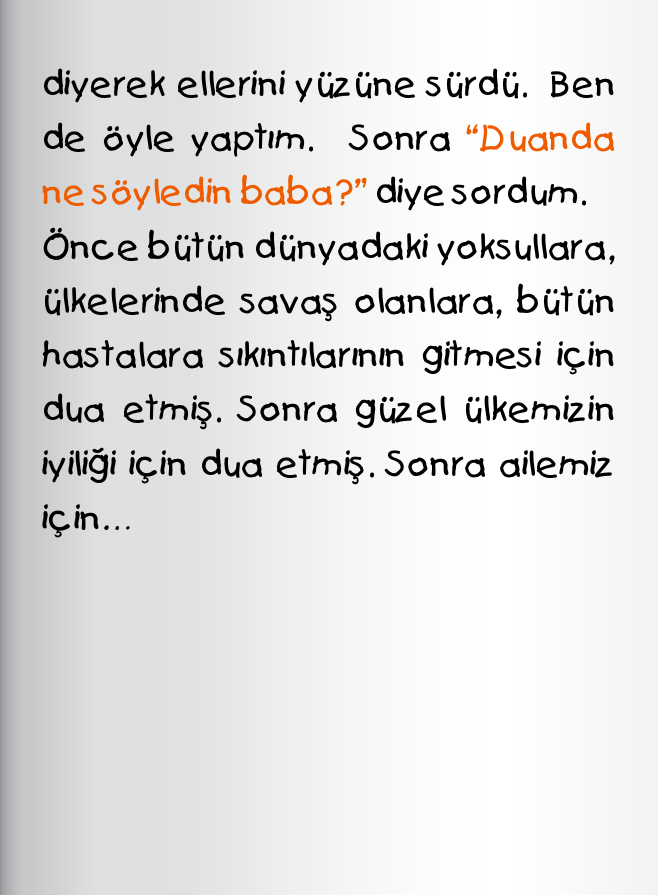 diyerek ellerini yüzüne sürdü. Ben
de öyle yaptım. Sonra “Duanda
ne söyledin baba?” diye sordum.
Önce bütün dünyadaki yoksullara,
ülkelerinde savaş olanlara, bütün
hastalara sıkıntılarının gitmesi için
dua etmiş. Sonra güzel ülkemizin
iyiliği için dua etmiş. Sonra ailemiz
için...